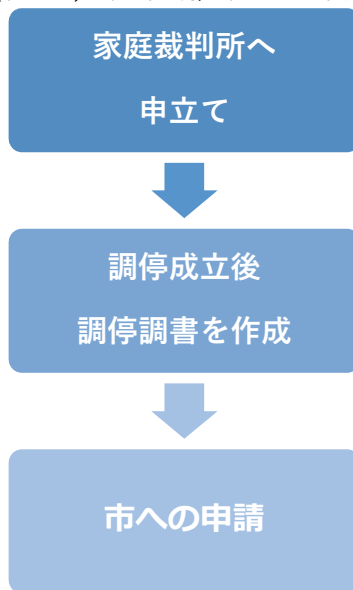 家庭裁判所へ
申立て
調停成立後
調停調書を作成
市への申請